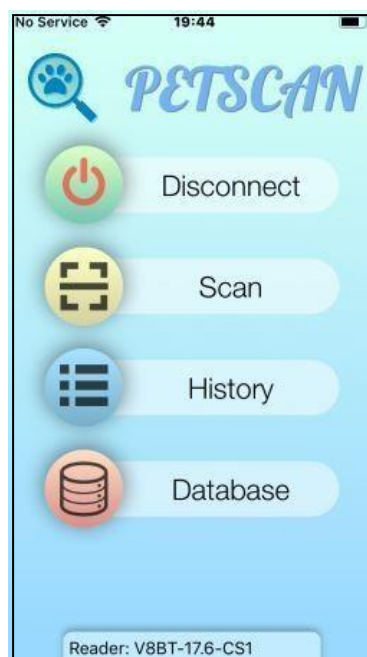 No Service 19:44
PETSCAN
Disconnect
Scan
History
Database
Reader: V8BT-17.6-CS1